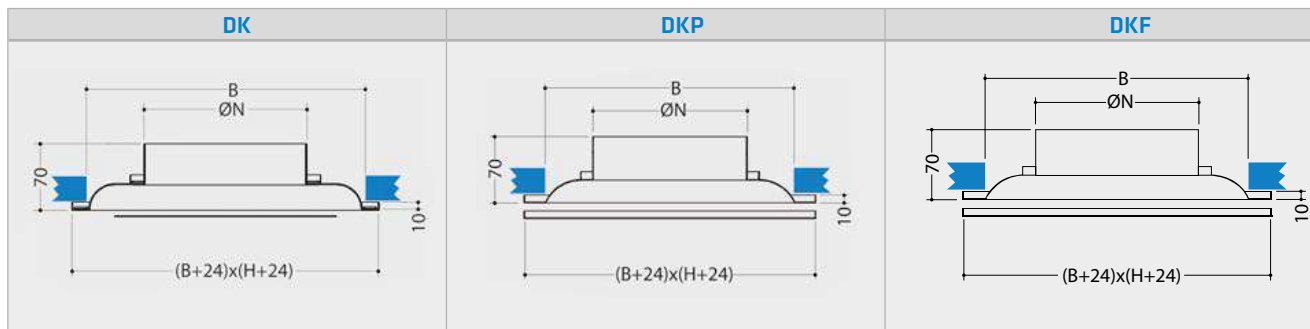 DK
DKP
DKF
B
ØN
70
10
(B+24)x(H+24)
B
ØN
70
10
(B+24)x(H+24)
B
ØN
70
10
(B+24)x(H+24)